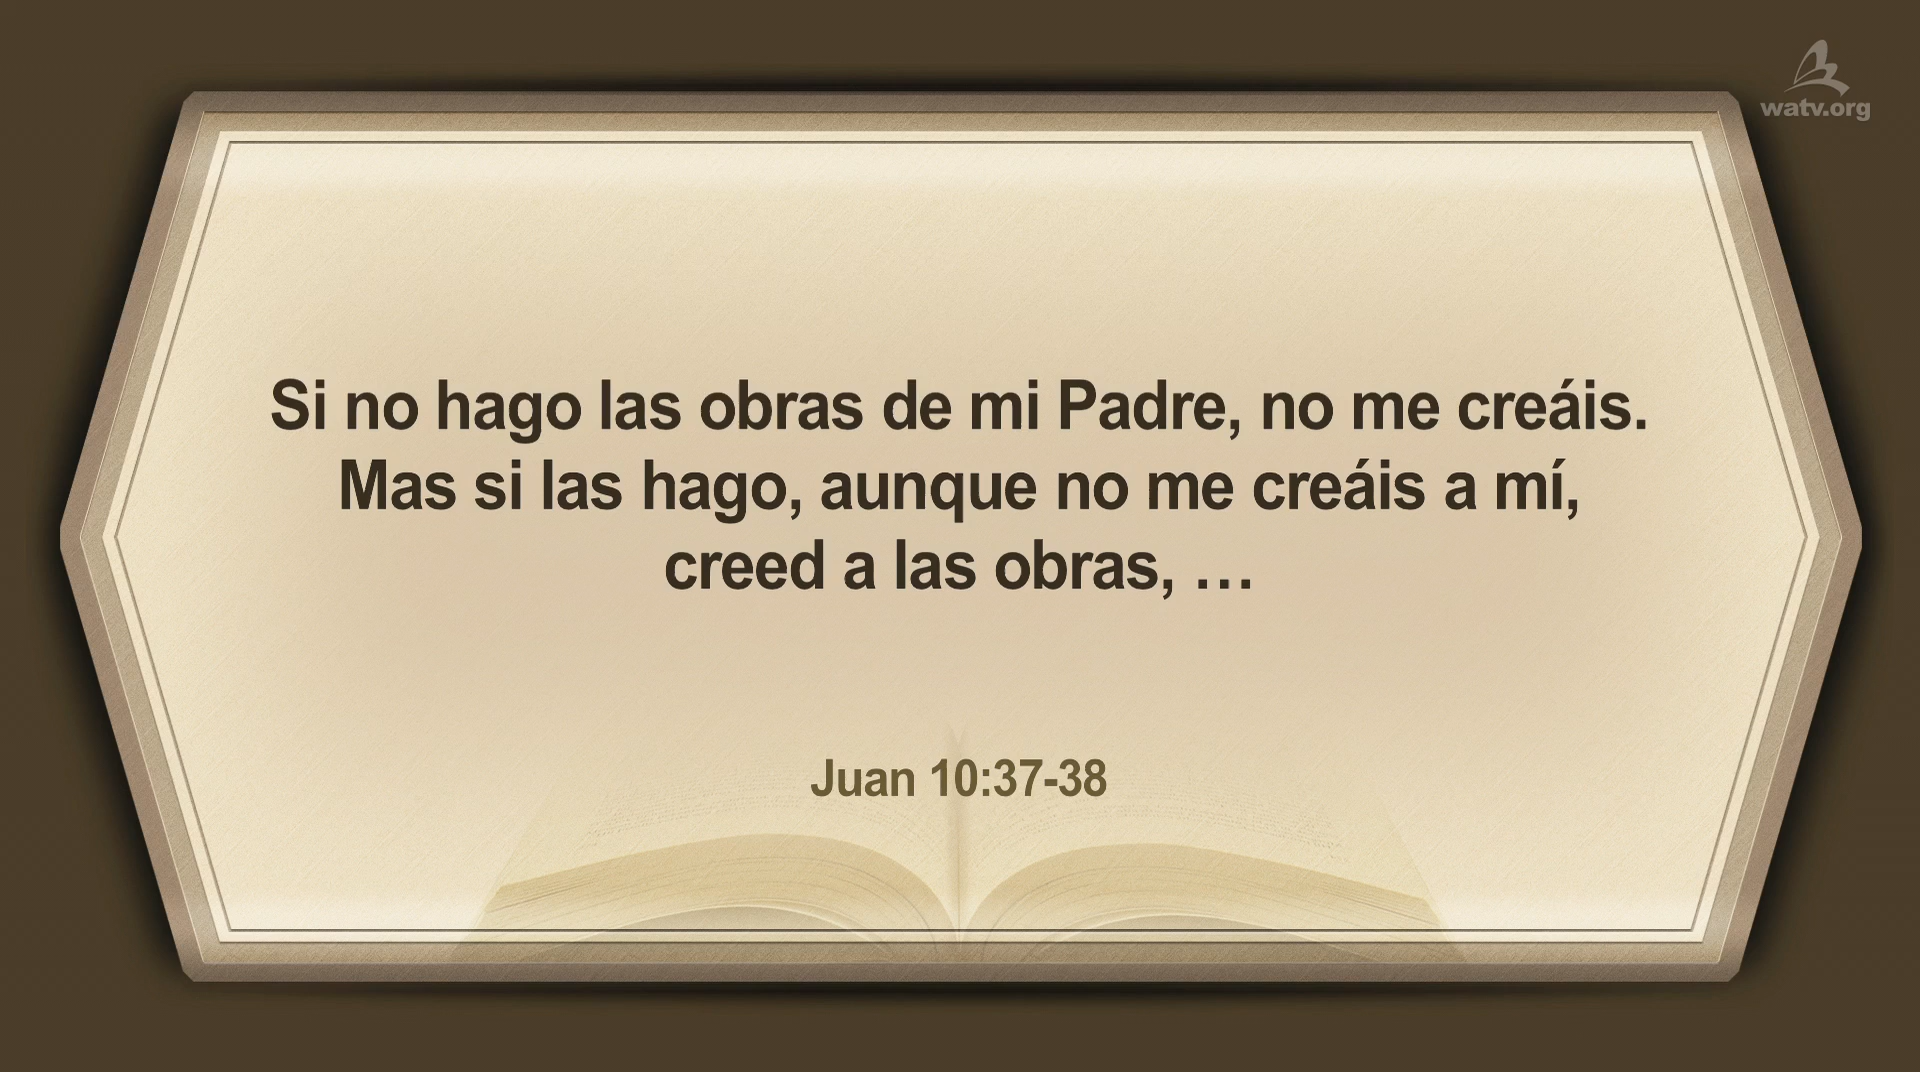 watv.org
Si no hago las obras de mi Padre, no me creáis.
Mas si las hago, aunque no me creáis a mí,
creed a las obras, …
Juan 10:37-38